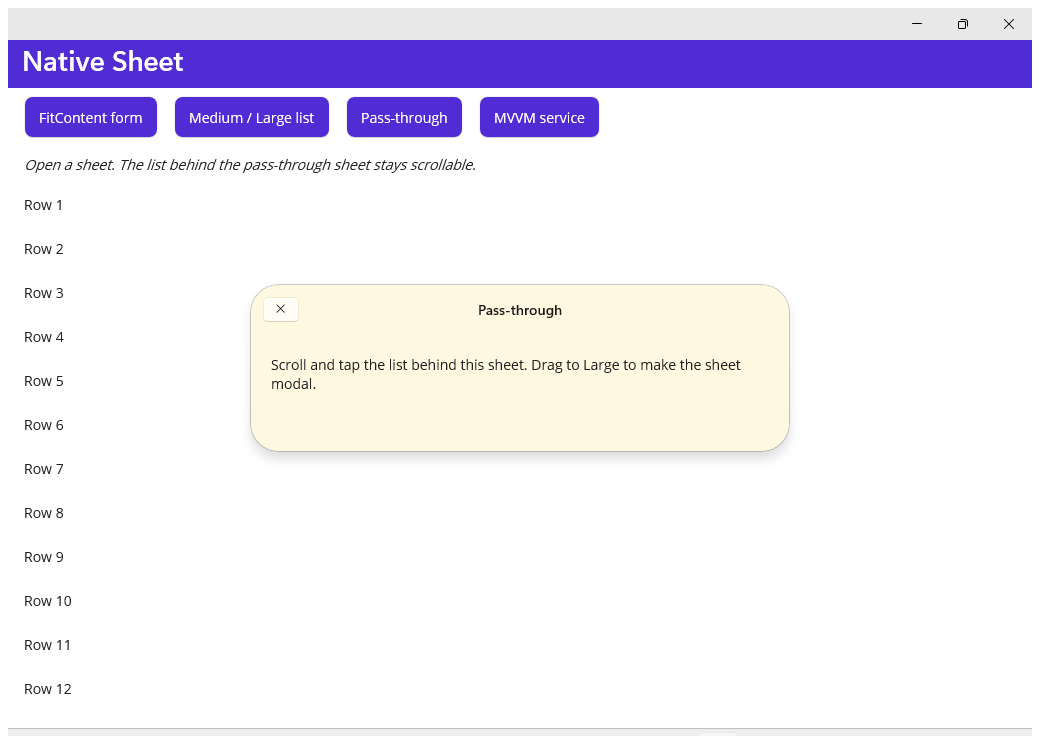 Native Sheet
FitContent form
Medium / Large list
Pass-through
MVVM service
Open a sheet. The list behind the pass-through sheet stays scrollable.
Row 1
Row 2
Row 3
Pass-through
Row 4
Scroll and tap the list behind this sheet. Drag to Large to make the sheet
modal.
Row 5
Row 6
Row 7
Row 8
Row 9
Row 10
Row 11
Row 12